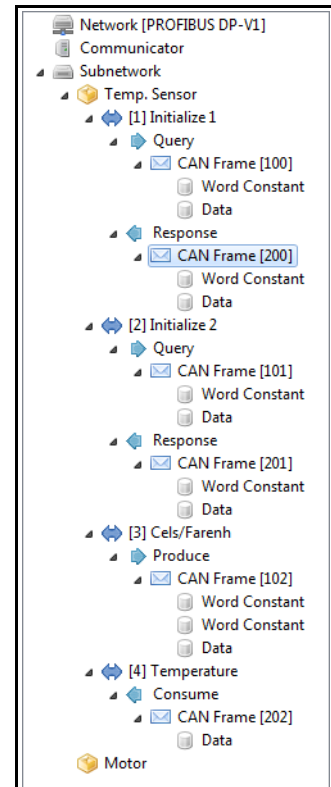 Network [PROFIBUS DP-V1]
Communicator
Subnetwork
Temp. Sensor
[1] Initialize 1
Query
CAN Frame [100]
Word Constant
Data
Response
CAN Frame [200]
Word Constant
Data
[2] Initialize 2
Query
CAN Frame [101]
Word Constant
Data
Response
CAN Frame [201]
Word Constant
Data
[3] Cels/Farenh
Produce
CAN Frame [102]
Word Constant
Word Constant
Data
[4] Temperature
Consume
CAN Frame [202]
Data
Motor